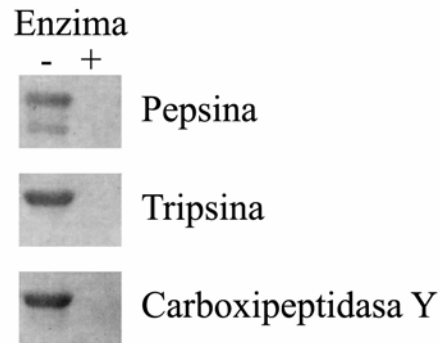 Enzima
- +
Pepsina
Tripsina
Carboxipeptidasa Y